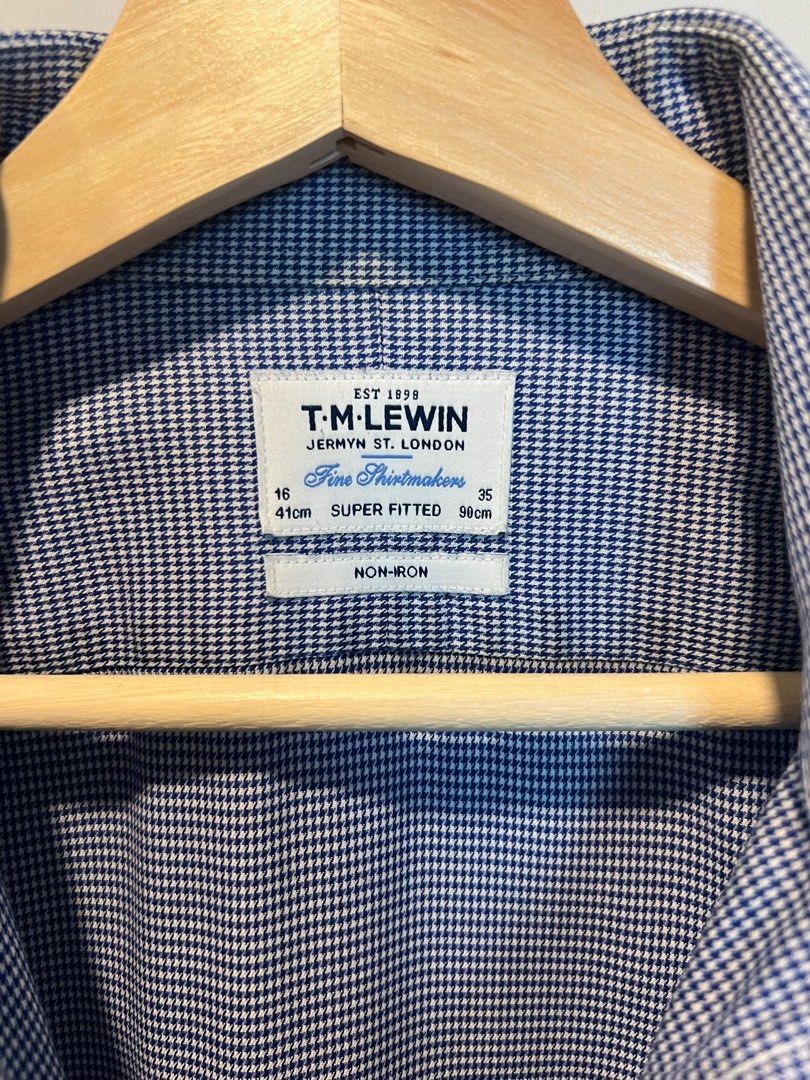 EST 1898
T·M·LEWIN
JERMYN ST. LONDON
Fine Shirtmakers
16 35
41cm SUPER FITTED 90cm
NON-IRON